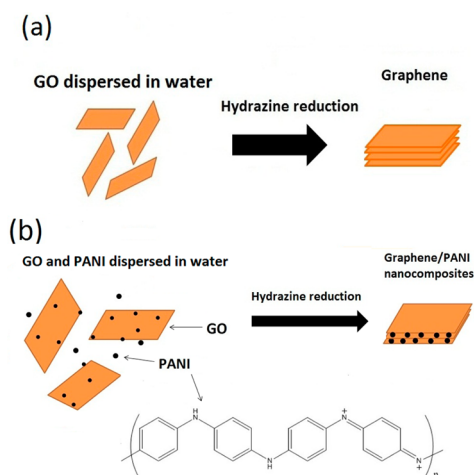 (a)
GO dispersed in water
Hydrazine reduction
Graphene
(b)
GO and PANI dispersed in water
Hydrazine reduction
Graphene/PANI
nanocomposites
GO
PANI
H
N
N
H
N
+
N
+
n